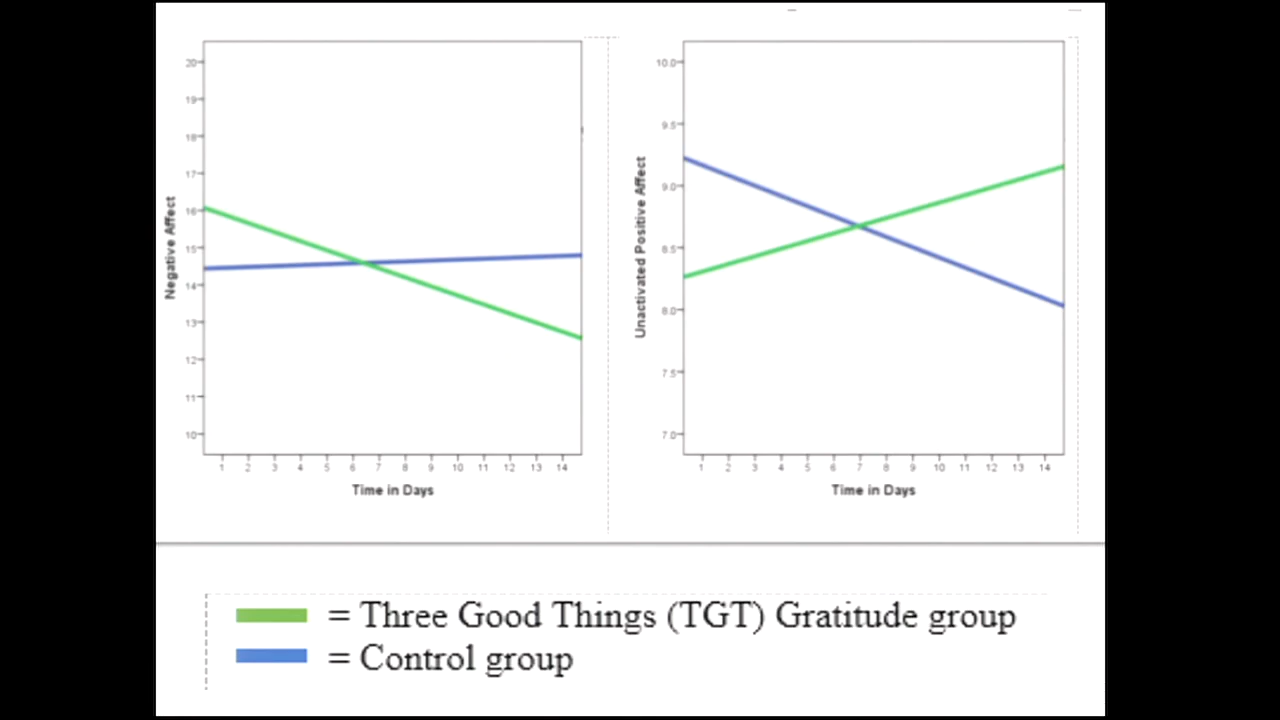 Negative Affect
20
19
18
17
16
15
14
13
12
11
10
1 2 3 4 5 6 7 8 9 10 11 12 13 14
Time in Days
Unactivated Positive Affect
10.0
9.5
9.0
8.5
8.0
7.5
7.0
1 2 3 4 5 6 7 8 9 10 11 12 13 14
Time in Days
= Three Good Things (TGT) Gratitude group
= Control group